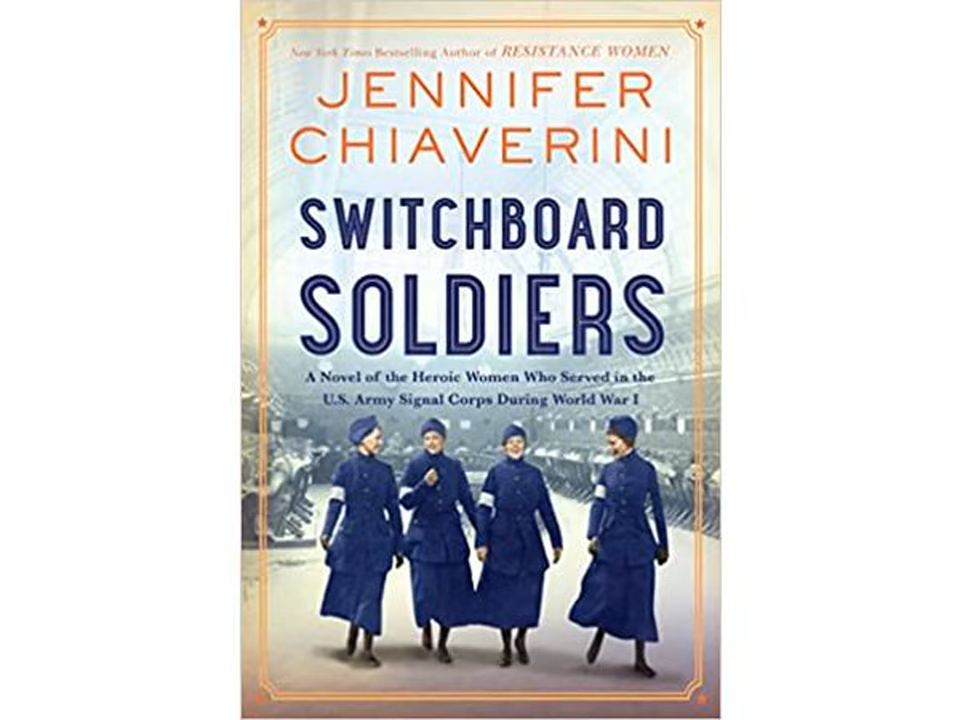 New York Times Bestselling Author of RESISTANCE WOMEN
JENNIFER
CHIAVERINI
SWITCHBOARD
SOLDIERS
A Novel of the Heroic Women Who Served in the
U.S. Army Signal Corps During World War I